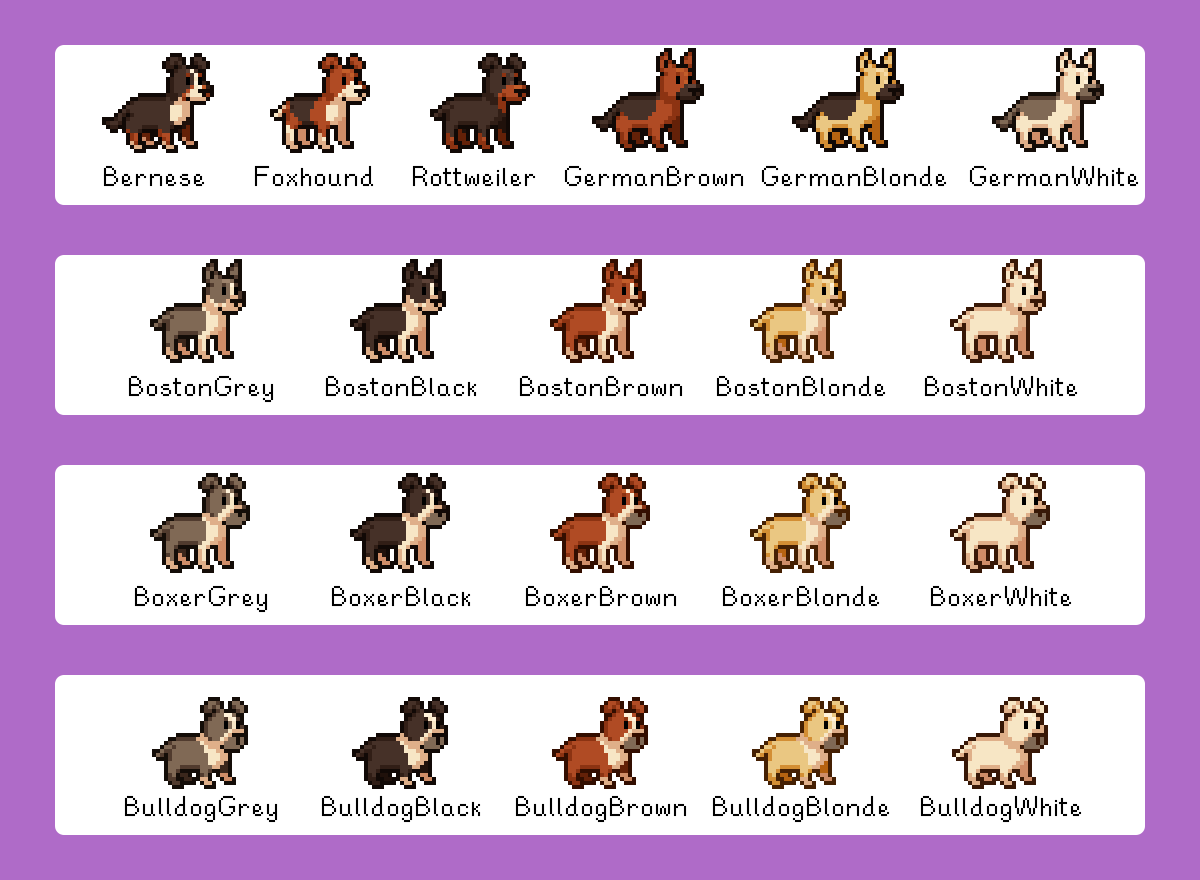 Bernese Foxhound Rottweiler GermanBrown GermanBlonde GermanWhite
BostonGrey BostonBlack BostonBrown BostonBlonde BostonWhite
BoxerGrey BoxerBlack BoxerBrown BoxerBlonde BoxerWhite
BulldogGrey BulldogBlack BulldogBrown BulldogBlonde BulldogWhite